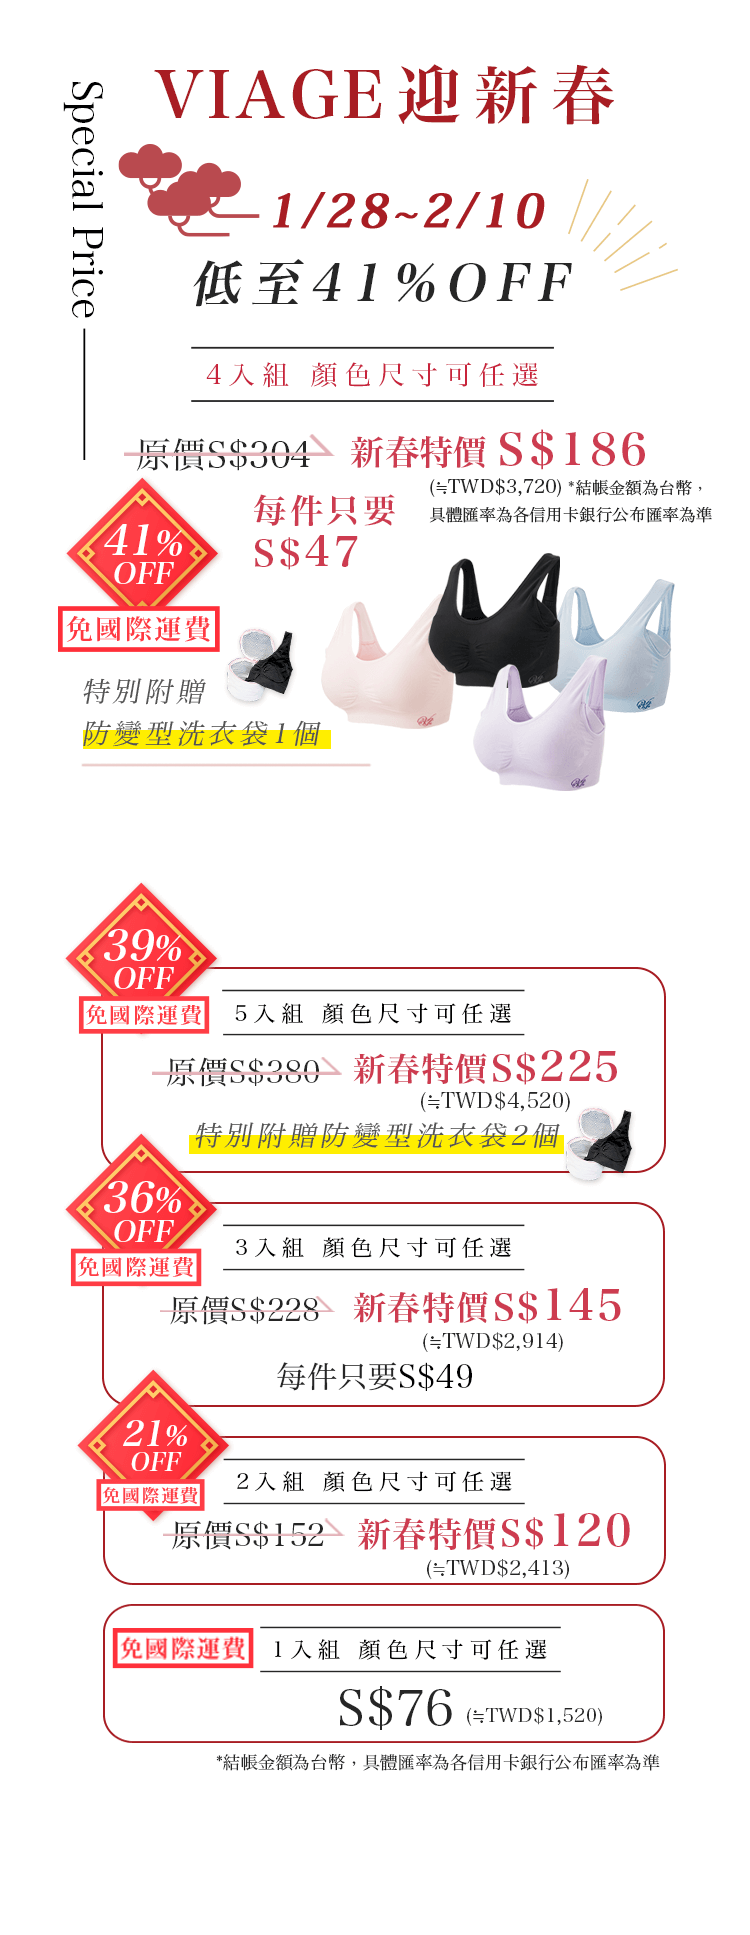 VIAGE迎新春
Special Price
1/28~2/10
低至41%OFF
4入組 顏色尺寸可任選
原價S$304
新春特價 S$186
(≒TWD$3,720) *結帳金額為台幣，
具體匯率為各信用卡銀行公布匯率為準
每件只要
S$47
41%
OFF
免國際運費
特別附贈
防變型洗衣袋1個
39%
OFF
免國際運費
5入組 顏色尺寸可任選
原價S$380
新春特價S$225
(≒TWD$4,520)
特別附贈防變型洗衣袋2個
36%
OFF
免國際運費
3入組 顏色尺寸可任選
原價S$228
新春特價S$145
(≒TWD$2,914)
每件只要S$49
21%
OFF
免國際運費
2入組 顏色尺寸可任選
原價S$152
新春特價S$120
(≒TWD$2,413)
免國際運費
1入組 顏色尺寸可任選
S$76 (≒TWD$1,520)
*結帳金額為台幣，具體匯率為各信用卡銀行公布匯率為準